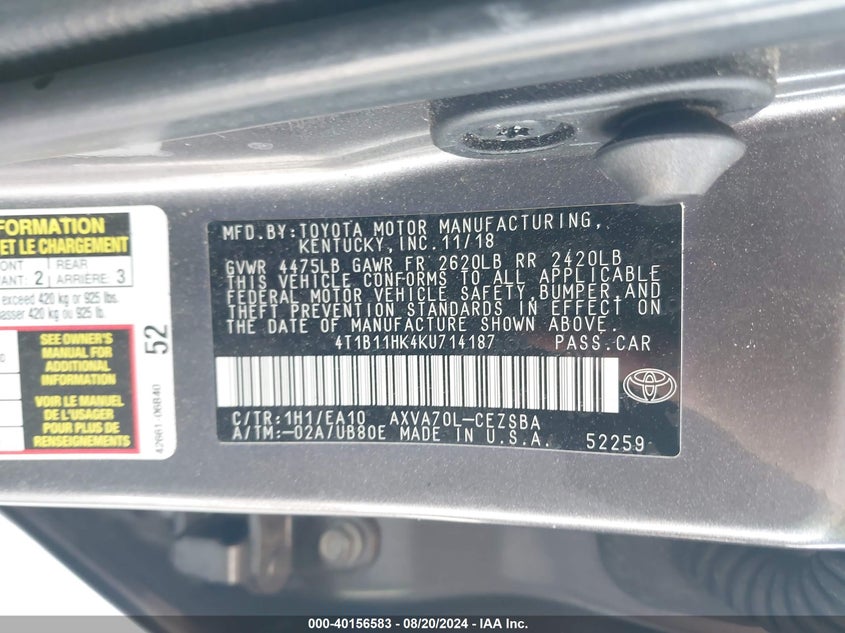 FORMATION
ET LE CHARGEMENT
REAR
2 ARRIÈRE: 3
exceed 420 kg or 925 lbs.
420 kg ou 925 lb.
SEE OWNER'S
MANUAL FOR
ADDITIONAL
INFORMATION
VOIR LE MANUEL
DE L'USAGER
POUR PLUS DE
RENSEIGNEMENTS
52
42661-06840
MFD.BY:TOYOTA MOTOR MANUFACTURING,
KENTUCKY, INC. 11/18
GVWR 4475LB GAWR FR 2620LB RR 2420LB
THIS VEHICLE CONFORMS TO ALL APPLICABLE
FEDERAL MOTOR VEHICLE SAFETY,BUMPER,AND
THEFT PREVENTION STANDARDS IN EFFECT ON
THE DATE OF MANUFACTURE SHOWN ABOVE.
4T1B11HK4KU714187 PASS.CAR
C/TR:1H1/EA10 AXVA70L-CEZSBA
A/TM:-02A/UB80E MADE IN U.S.A. 52259
000-40156583 / 08/20/2024 - IAA Inc.